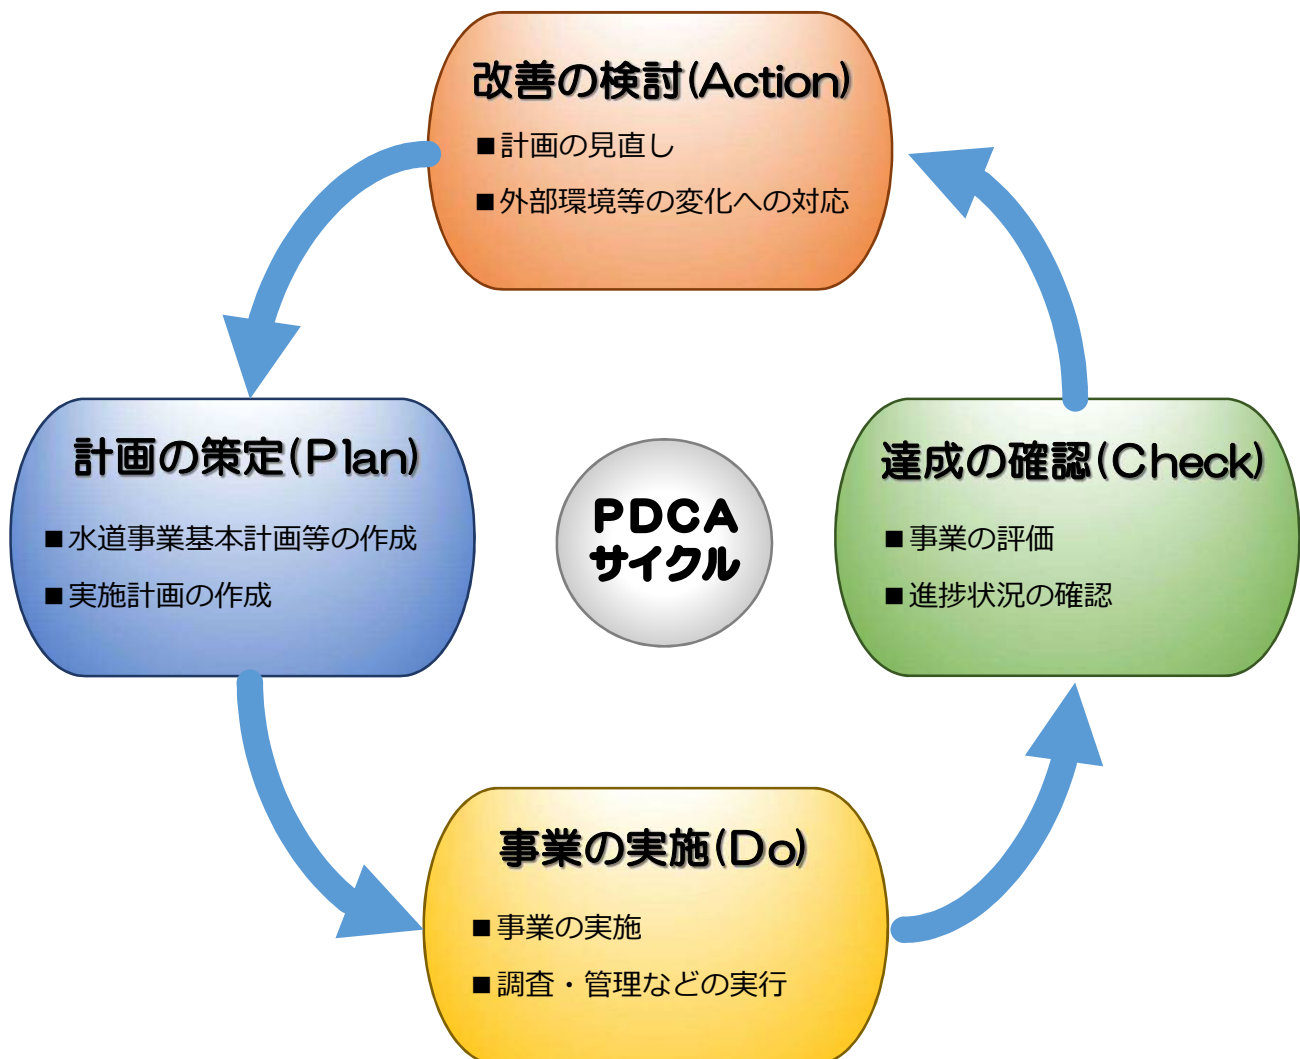 改善の検討(Action)
■計画の見直し
■外部環境等の変化への対応
計画の策定(Plan)
■水道事業基本計画等の作成
■実施計画の作成
PDCA
サイクル
達成の確認(Check)
■事業の評価
■進捗状況の確認
事業の実施(Do)
■事業の実施
■調査・管理などの実行